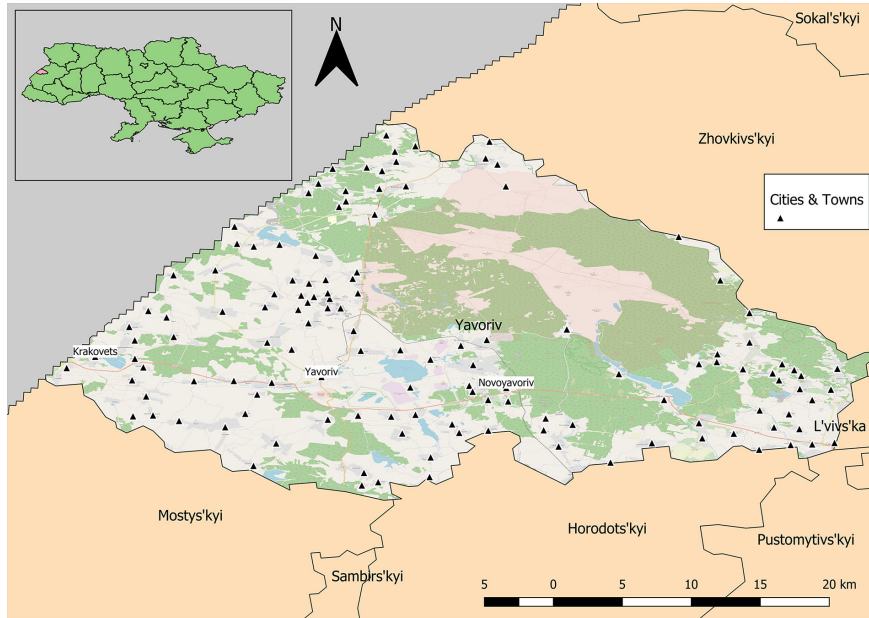 Sokal's'kyi
N
Zhovkivs'kyi
Cities & Towns
Yavoriv
Krakovets
Yavoriv
Novoyavoriv
L'vivs'ka
Mostys'kyi
Horodots'kyi
Pustomytivs'kyi
Sambirs'kyi
5 0 5 10 15 20 km